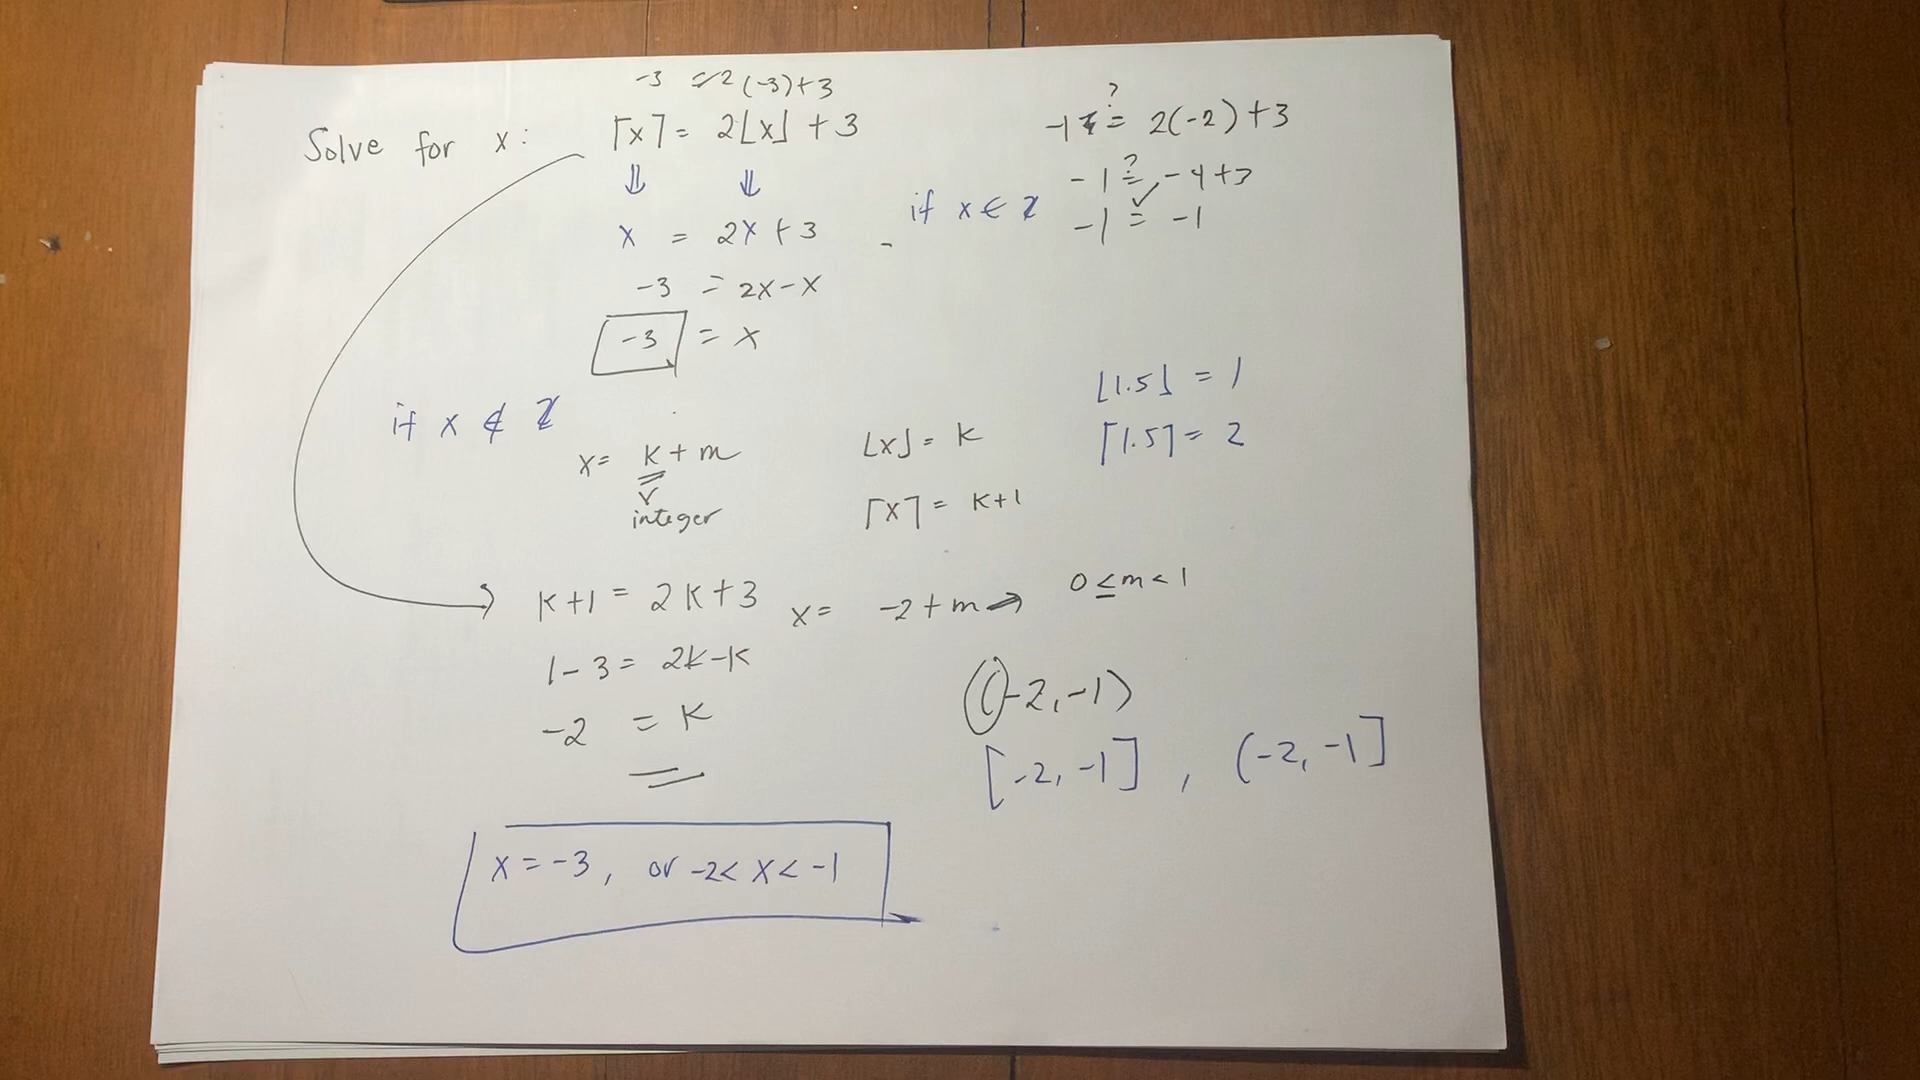 -3 = 2(-3)+3
Solve for x: ⌈x⌉ = 2⌊x⌋ + 3
⇓ ⇓
x = 2x + 3 - if x ∈ ℤ
-3 = 2x-x
-3 = x
-1 ?= 2(-2)+3
-1 ?= -4+3
-1 =✓ -1
if x ∉ ℤ
x = k + m
integer
⌊x⌋ = k
⌈x⌉ = k+1
⌊1.5⌋ = 1
⌈1.5⌉ = 2
k+1 = 2k+3
1-3 = 2k-k
-2 = k
x = -2+m → 0 ≤ m < 1
(-2,-1)
[-2,-1] , (-2,-1]
x = -3, or -2< x < -1